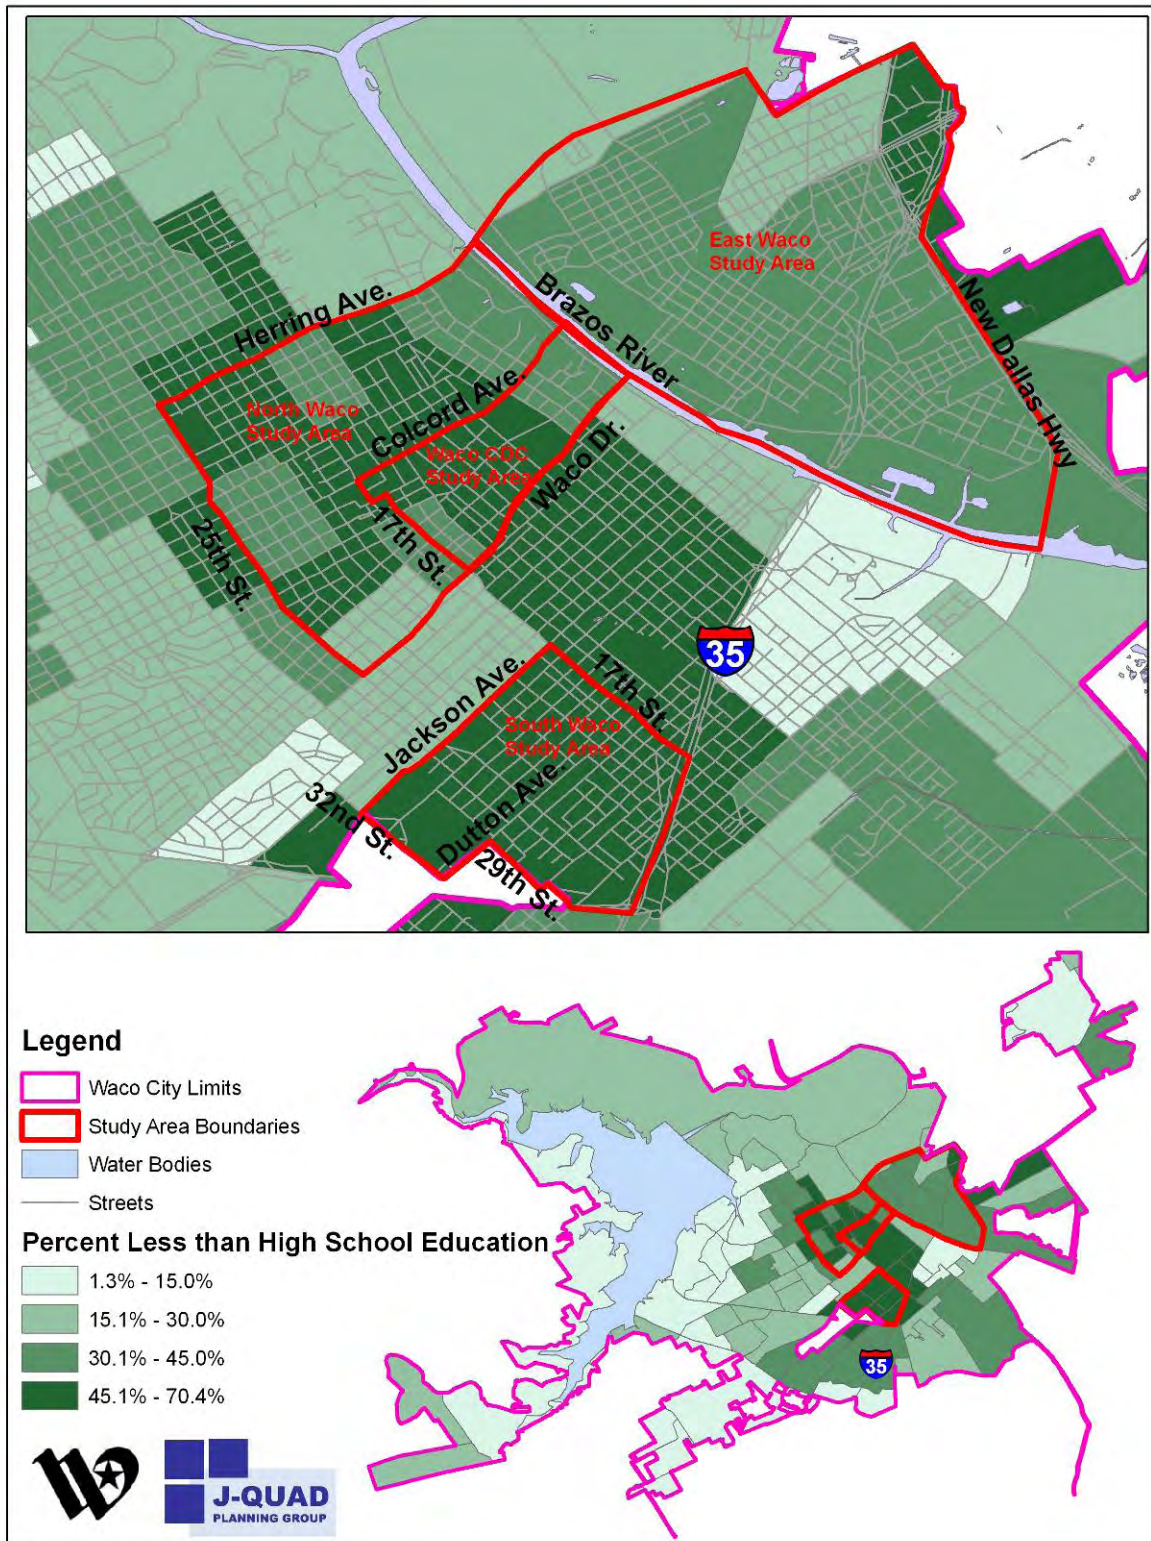 East Waco
Study Area
New Dallas Hwy
Brazos River
Herring Ave.
North Waco
Study Area
Colcord Ave.
Waco CDC
Study Area
Waco Dr.
17th St.
25th St.
35
17th St.
Jackson Ave.
South Waco
Study Area
32nd St.
Dutton Ave.
29th St.
Legend
Waco City Limits
Study Area Boundaries
Water Bodies
Streets
Percent Less than High School Education
1.3% - 15.0%
15.1% - 30.0%
30.1% - 45.0%
45.1% - 70.4%
35
J-QUAD
PLANNING GROUP